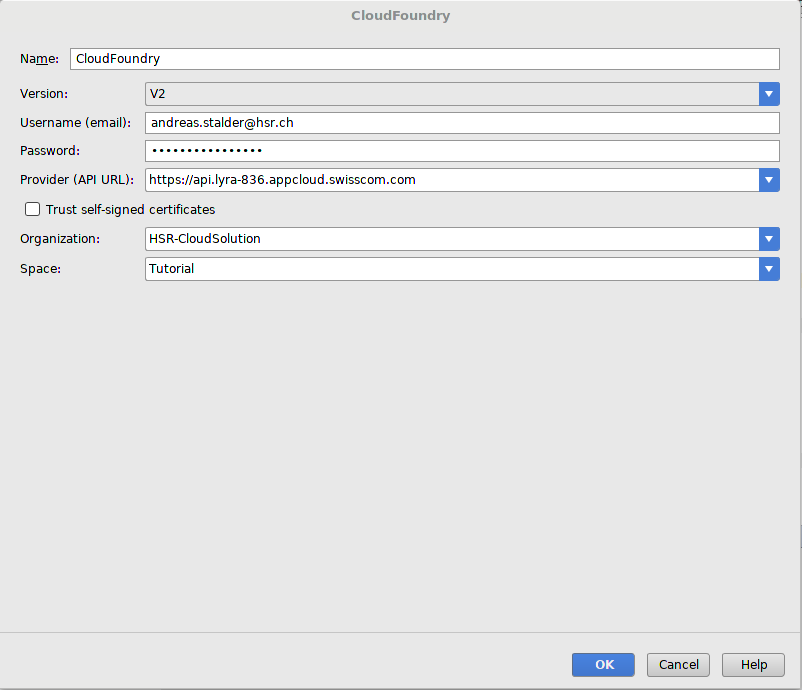 CloudFoundry
Name: CloudFoundry
Version: V2
Username (email): andreas.stalder@hsr.ch
Password: ••••••••••••••••
Provider (API URL): https://api.lyra-836.appcloud.swisscom.com
Trust self-signed certificates
Organization: HSR-CloudSolution
Space: Tutorial
OK Cancel Help